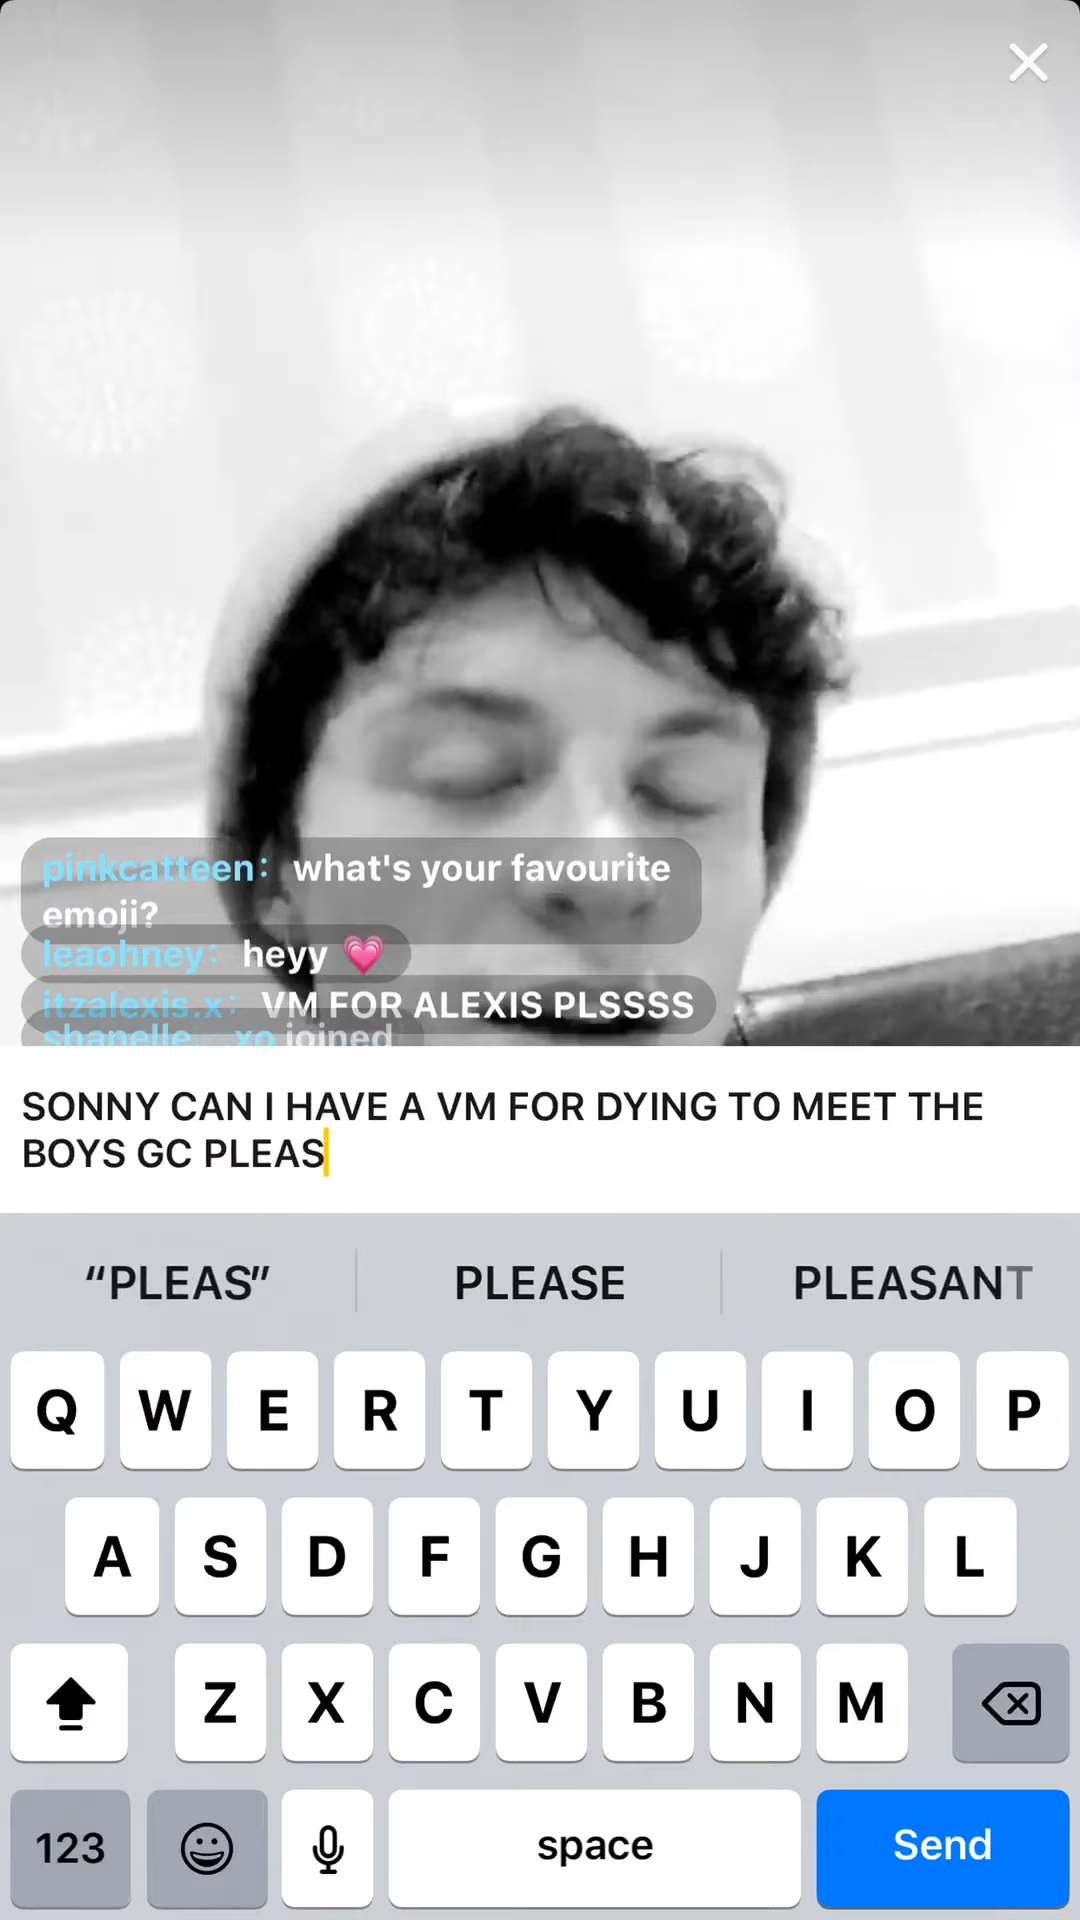 pinkcatteen: what's your favourite
emoji?
leaohney: heyy 💗
itzalexis.x: VM FOR ALEXIS PLSSSS
shanelle__xo joined
SONNY CAN I HAVE A VM FOR DYING TO MEET THE
BOYS GC PLEAS
“PLEAS” PLEASE PLEASANT
Q W E R T Y U I O P
A S D F G H J K L
Z X C V B N M
123 space Send